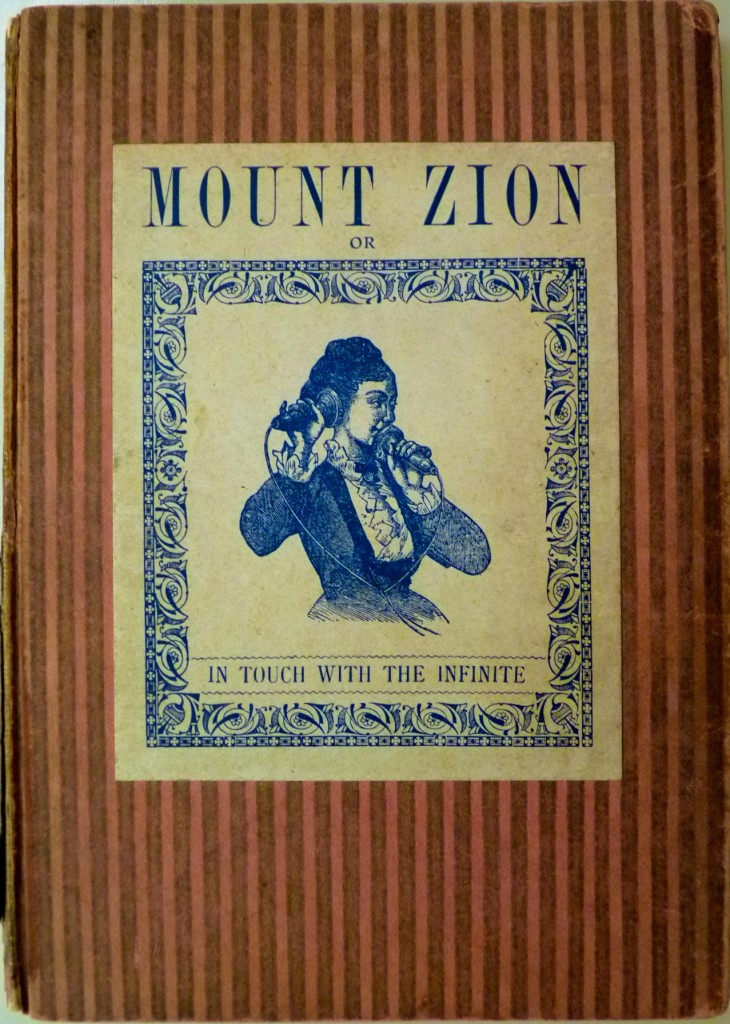 MOUNT ZION
OR
IN TOUCH WITH THE INFINITE